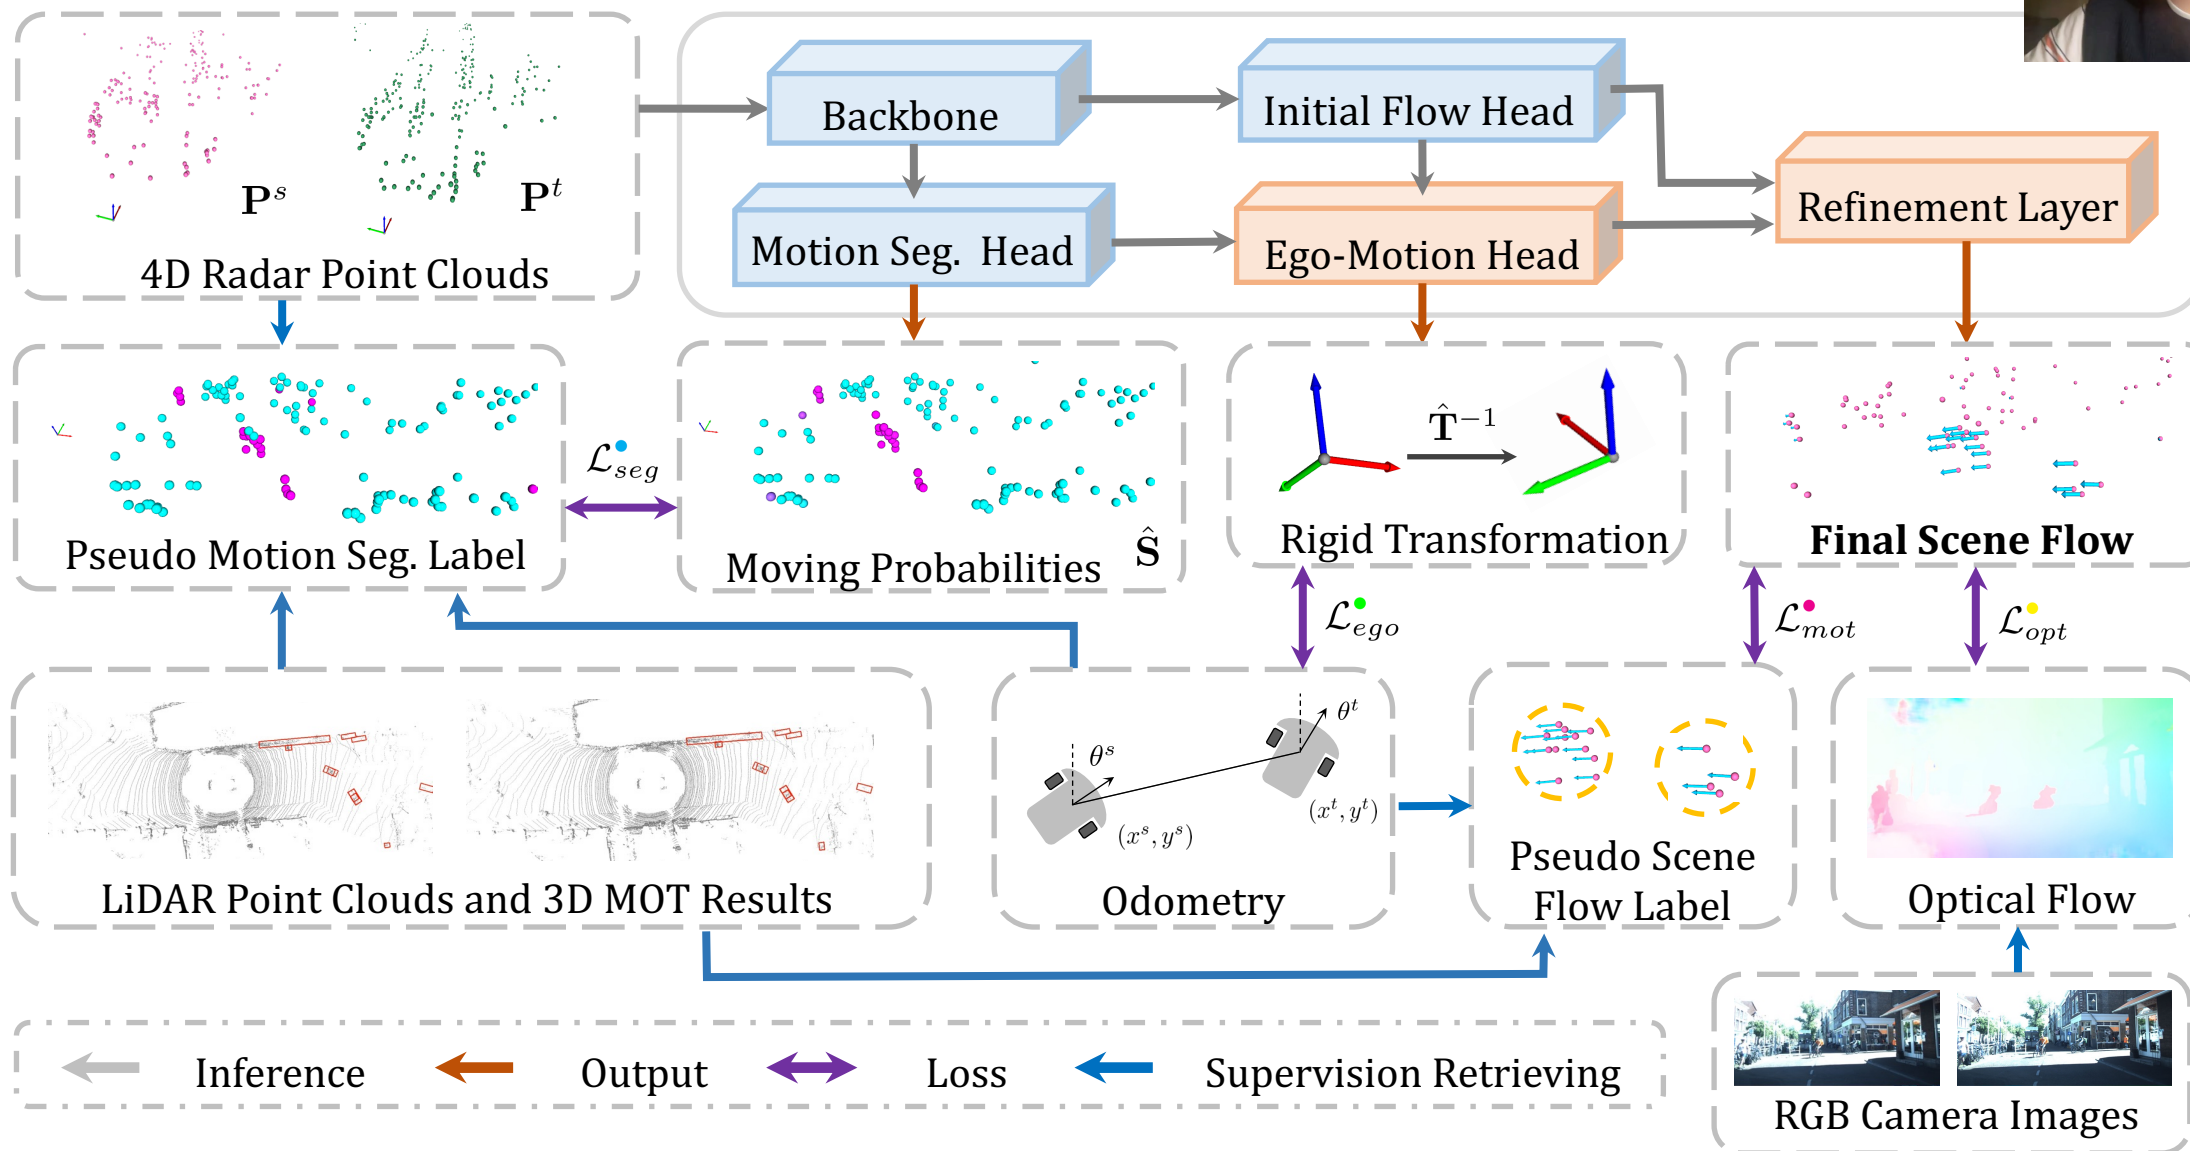 P^s
P^t
4D Radar Point Clouds
Backbone
Initial Flow Head
Motion Seg. Head
Ego-Motion Head
Refinement Layer
Pseudo Motion Seg. Label
ℒ_seg
Moving Probabilities
Ŝ
T̂^−1
Rigid Transformation
Final Scene Flow
ℒ_ego
ℒ_mot
ℒ_opt
LiDAR Point Clouds and 3D MOT Results
θ^s
(x^s, y^s)
θ^t
(x^t, y^t)
Odometry
Pseudo Scene
Flow Label
Optical Flow
Inference
Output
Loss
Supervision Retrieving
RGB Camera Images